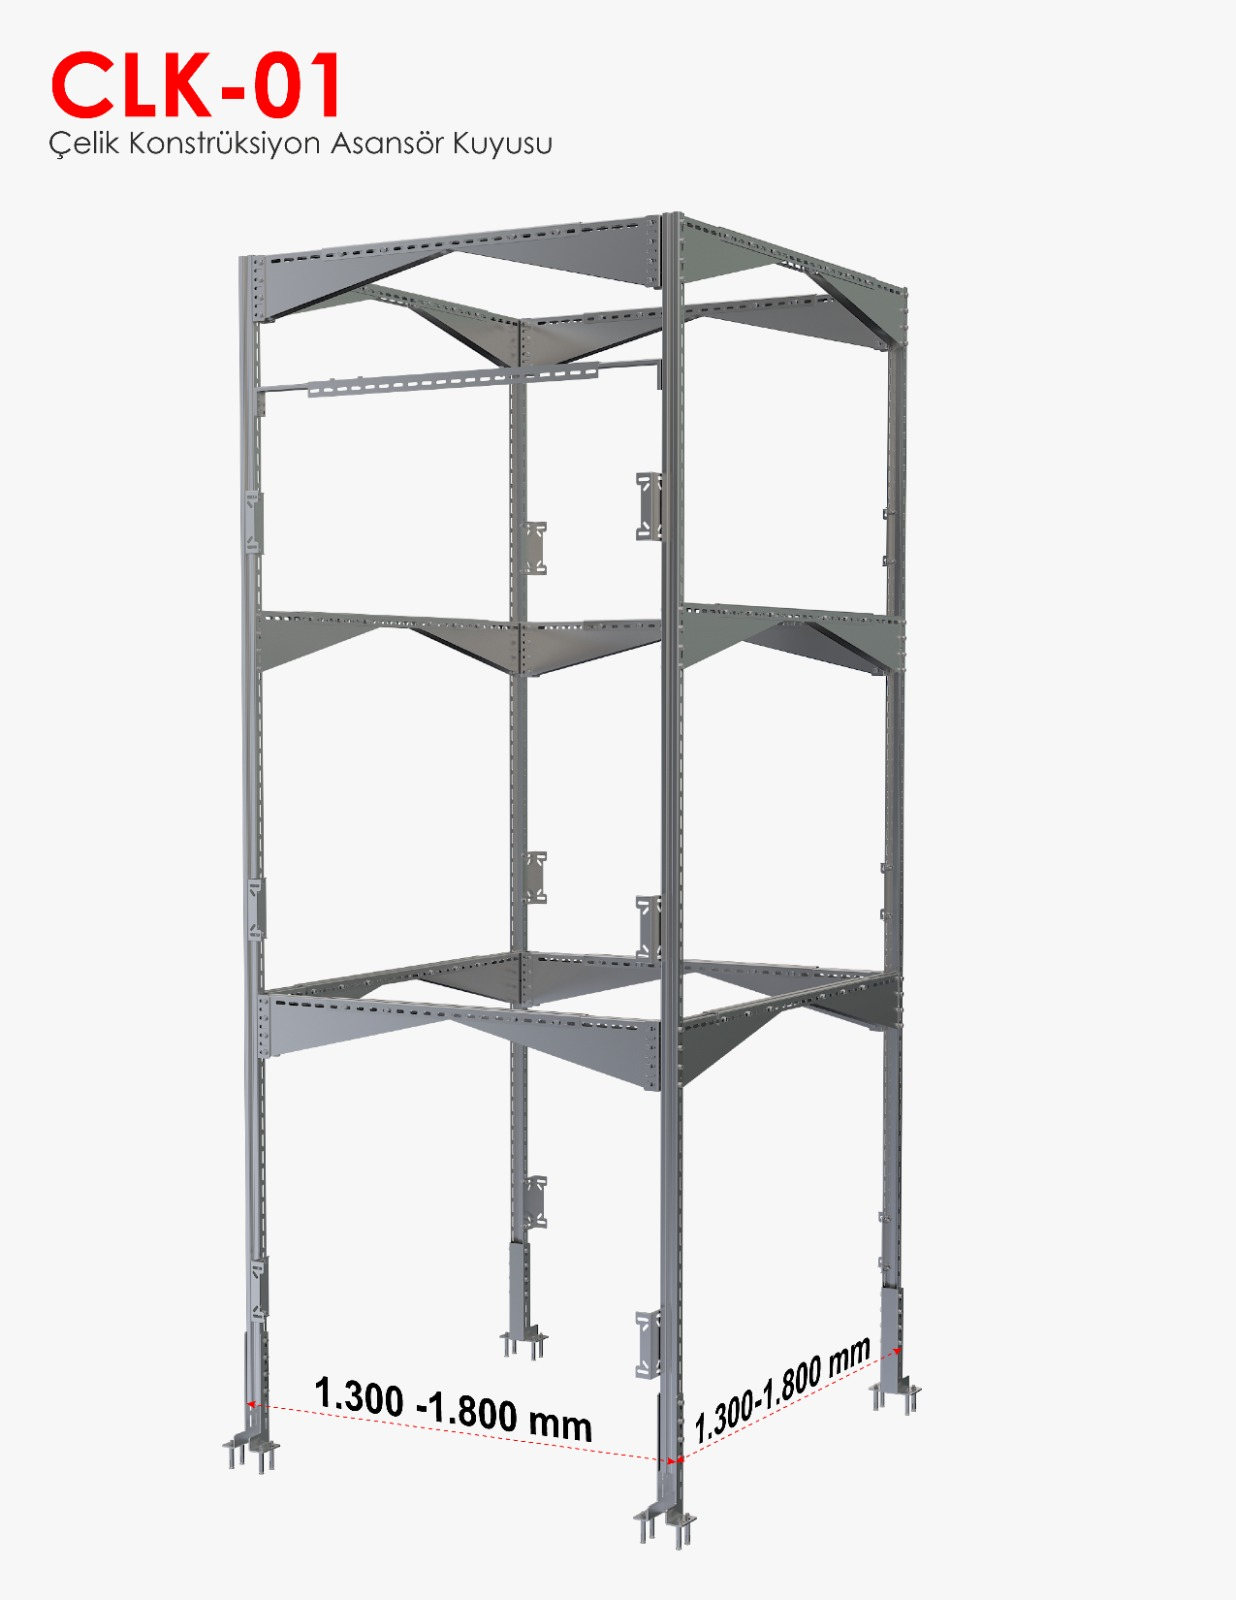 CLK-01
Çelik Konstrüksiyon Asansör Kuyusu
1.300 -1.800 mm
1.300-1.800 mm